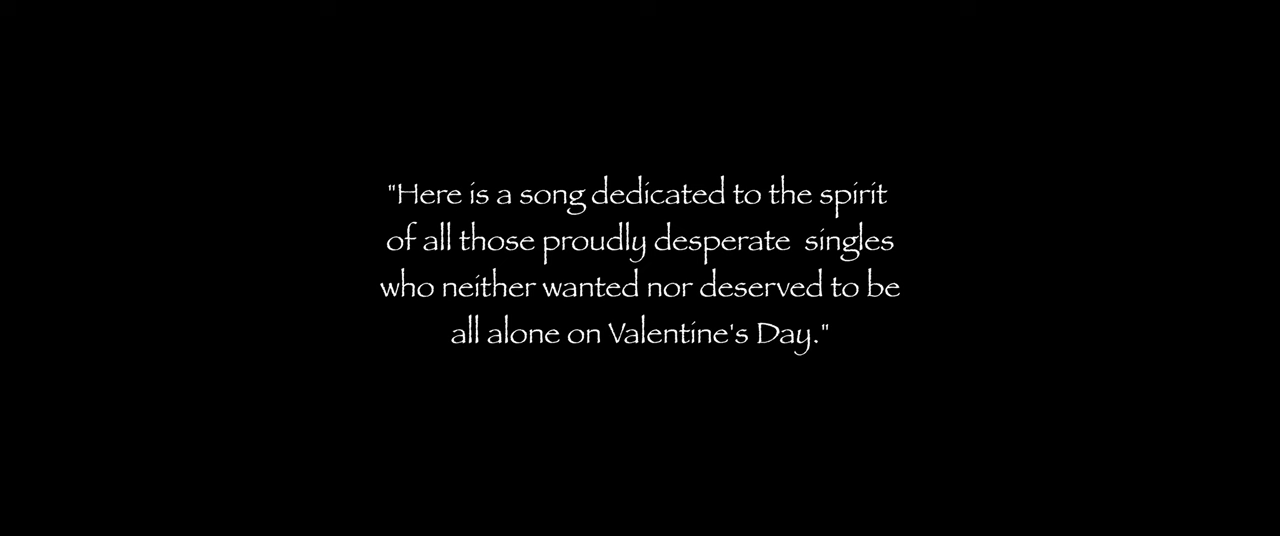 "Here is a song dedicated to the spirit
of all those proudly desperate  singles
who neither wanted nor deserved to be
all alone on Valentine's Day."